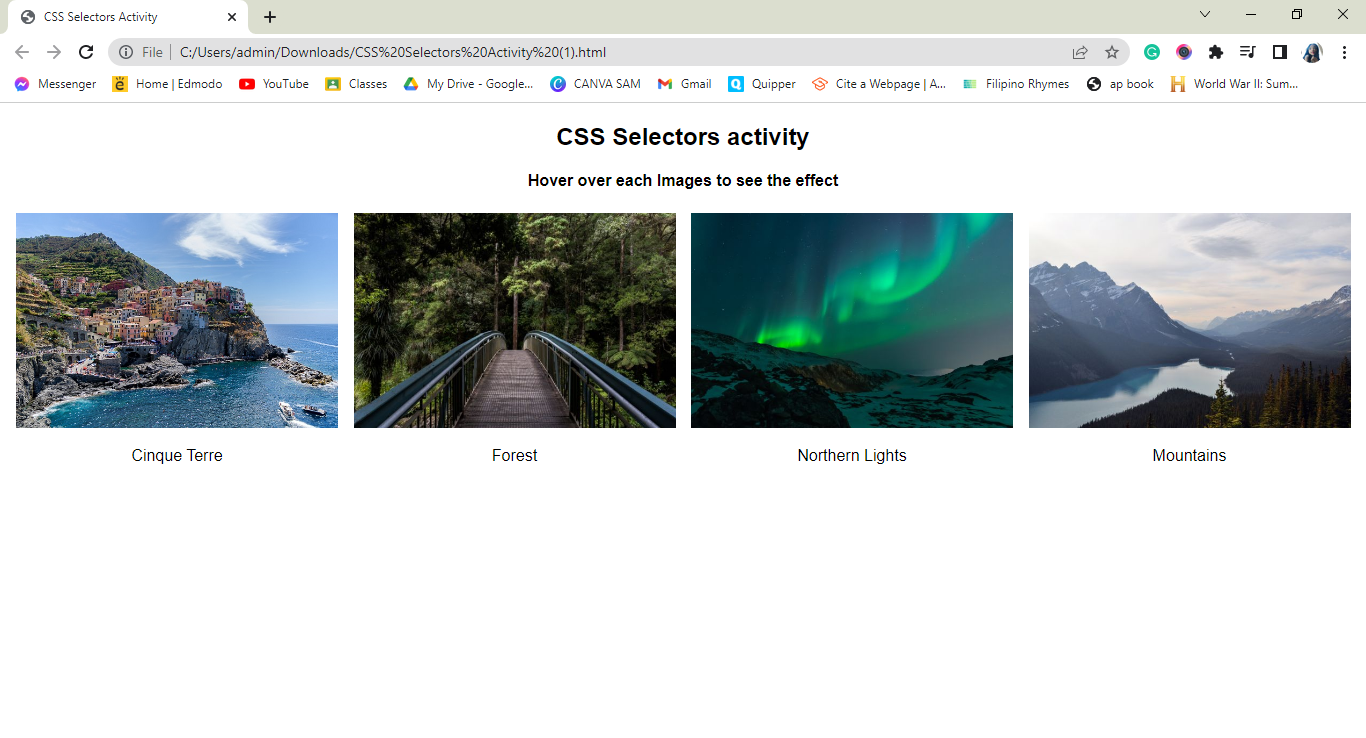 CSS Selectors Activity
File | C:/Users/admin/Downloads/CSS%20Selectors%20Activity%20(1).html
Messenger Home | Edmodo YouTube Classes My Drive - Google... CANVA SAM Gmail Quipper Cite a Webpage | A... Filipino Rhymes ap book World War II: Sum...
CSS Selectors activity
Hover over each Images to see the effect
Cinque Terre Forest Northern Lights Mountains